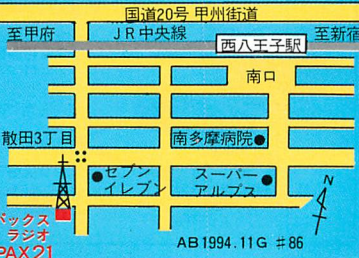 国道20号 甲州街道
至甲府
JR中央線
西八王子駅
至新宿
南口
散田3丁目
南多摩病院
セブン
イレブン
スーパー
アルプス
N
ボックス
ラジオ
PAX21
AB1994.11G #86